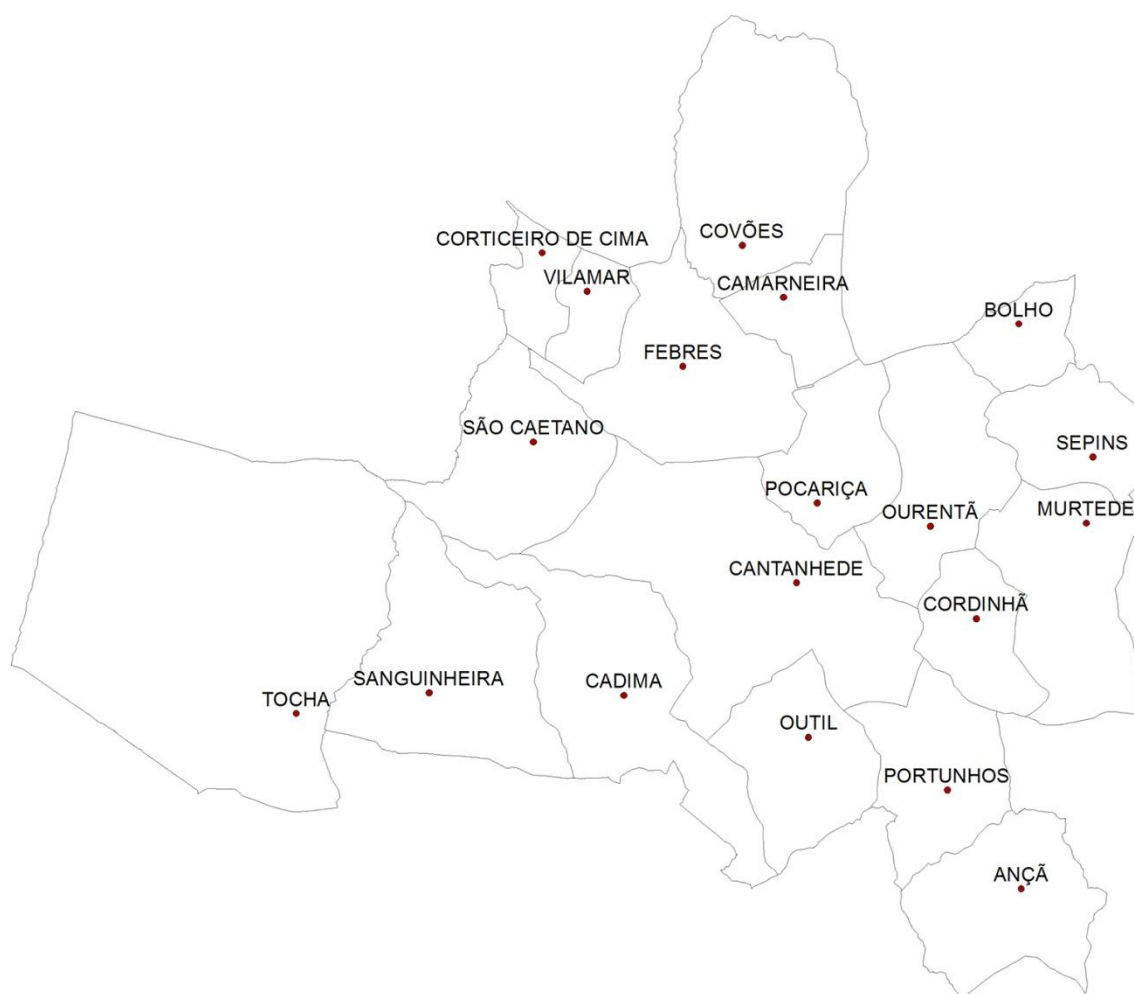 COVÕES
CORTICEIRO DE CIMA
VILAMAR
CAMARNEIRA
BOLHO
FEBRES
SÃO CAETANO
SEPINS
POCARIÇA
OURENTÃ
MURTEDE
CANTANHEDE
CORDINHÃ
SANGUINHEIRA
CADIMA
TOCHA
OUTIL
PORTUNHOS
ANÇÃ